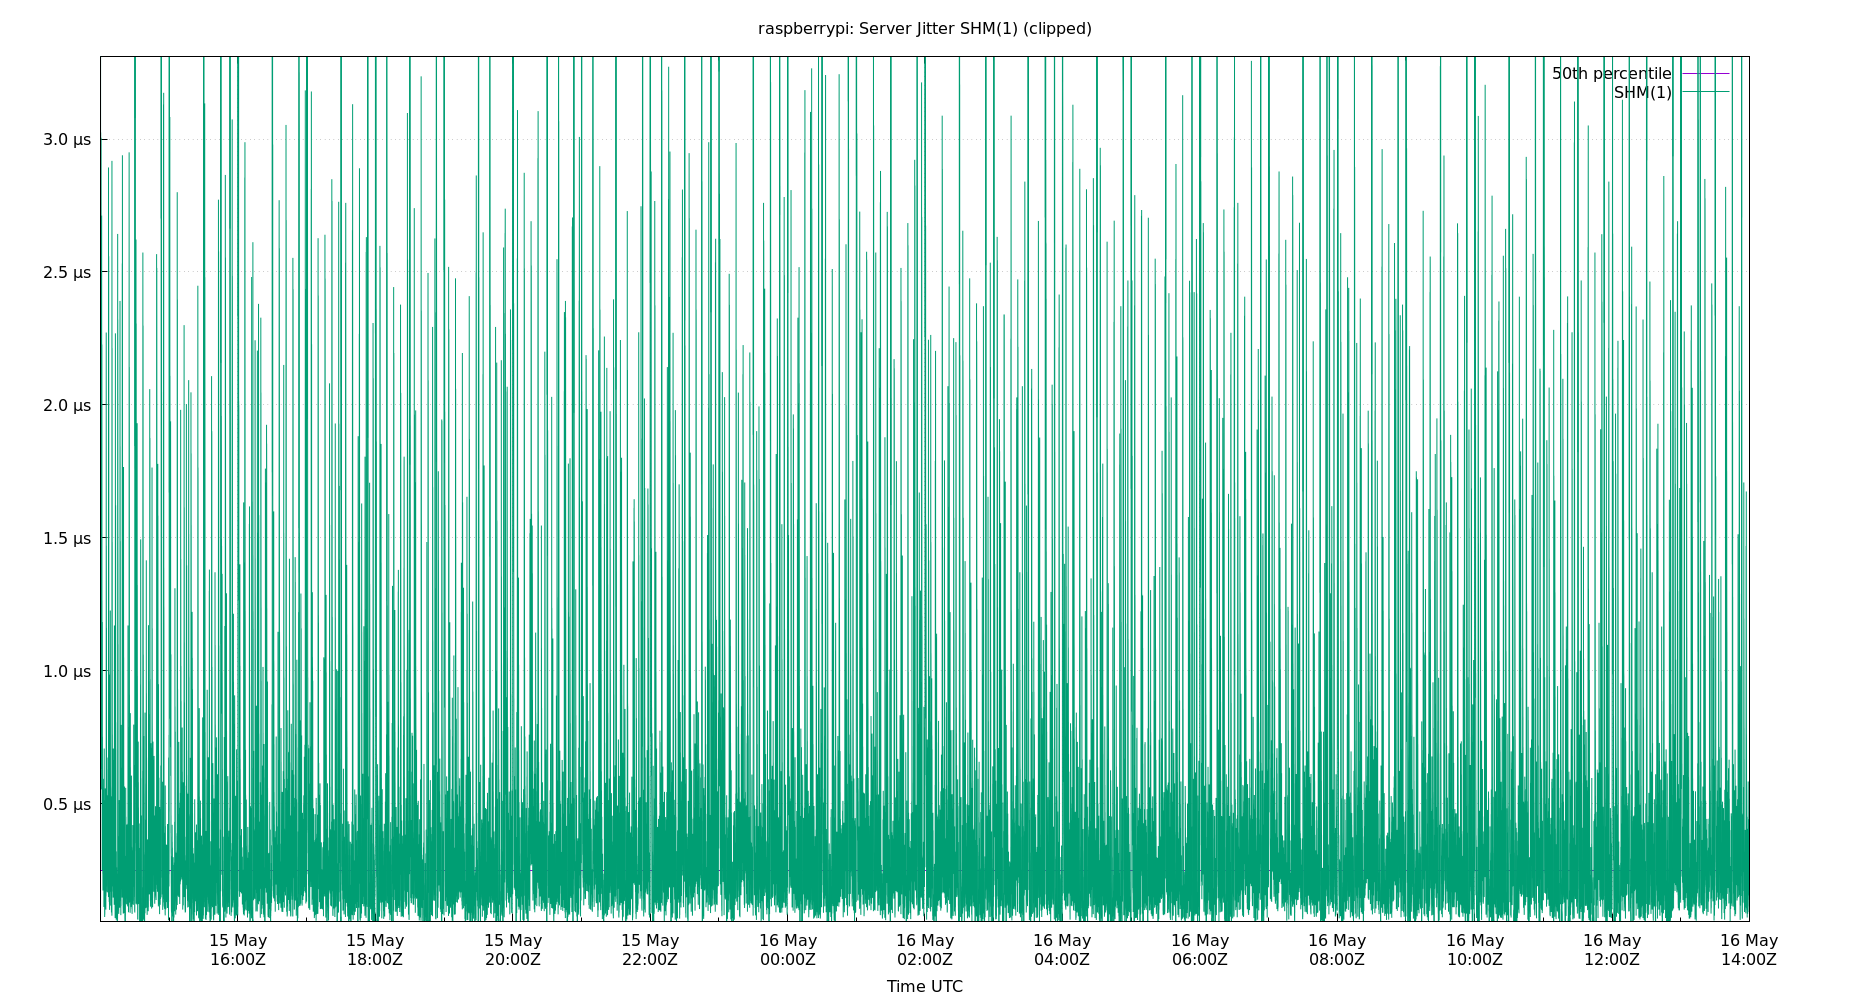 raspberrypi: Server Jitter SHM(1) (clipped)
50th percentile
SHM(1)
3.0 μs
2.5 μs
2.0 μs
1.5 μs
1.0 μs
0.5 μs
15 May 15 May 15 May 15 May 16 May 16 May 16 May 16 May 16 May 16 May 16 May 16 May
16:00Z 18:00Z 20:00Z 22:00Z 00:00Z 02:00Z 04:00Z 06:00Z 08:00Z 10:00Z 12:00Z 14:00Z
Time UTC